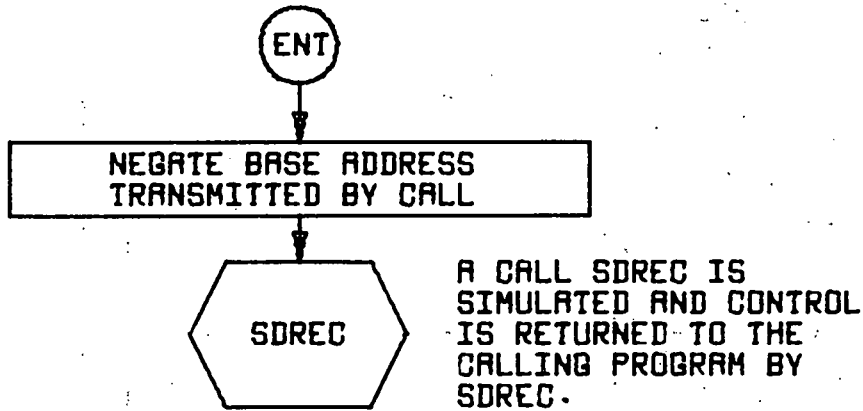 ENT
NEGATE BASE ADDRESS
TRANSMITTED BY CALL
SDREC
A CALL SDREC IS
SIMULATED AND CONTROL
IS RETURNED TO THE
CALLING PROGRAM BY
SDREC.